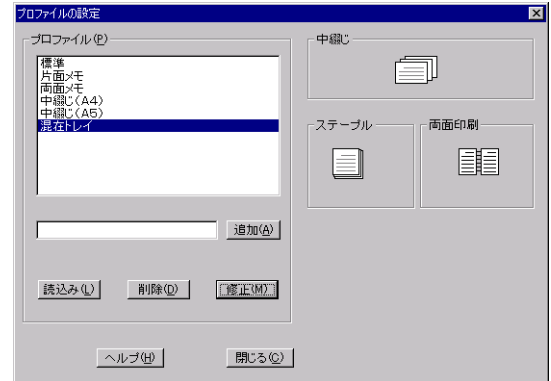 プロファイルの設定
プロファイル(P)
標準
片面メモ
両面メモ
中綴じ(A4)
中綴じ(A5)
混在トレイ
追加(A)
読込み(L)
削除(D)
修正(M)
ヘルプ(H)
閉じる(C)
中綴じ
ステープル
両面印刷